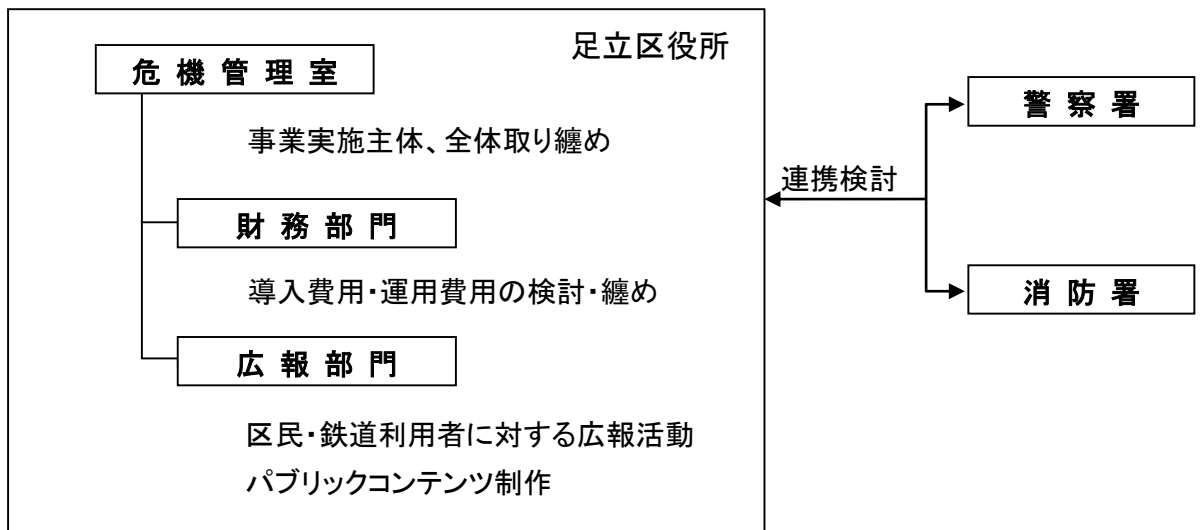 足立区役所
危機管理室
事業実施主体、全体取り纏め
財務部門
導入費用・運用費用の検討・纏め
広報部門
区民・鉄道利用者に対する広報活動
パブリックコンテンツ制作
連携検討
警察署
消防署